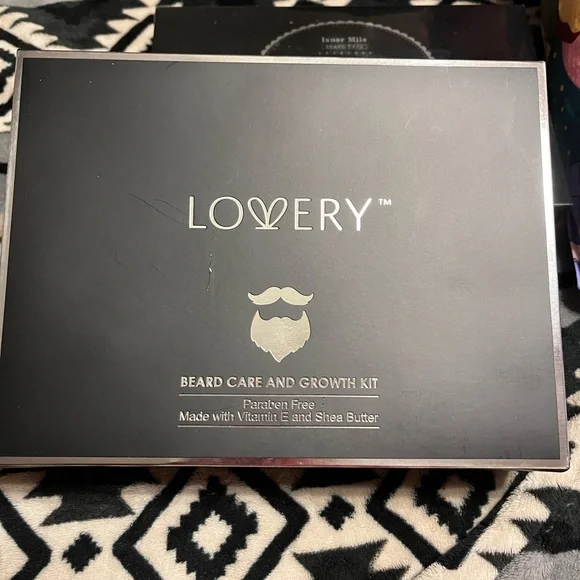 Isner Mile
LOVERY™
BEARD CARE AND GROWTH KIT
Paraben Free
Made with Vitamin E and Shea Butter